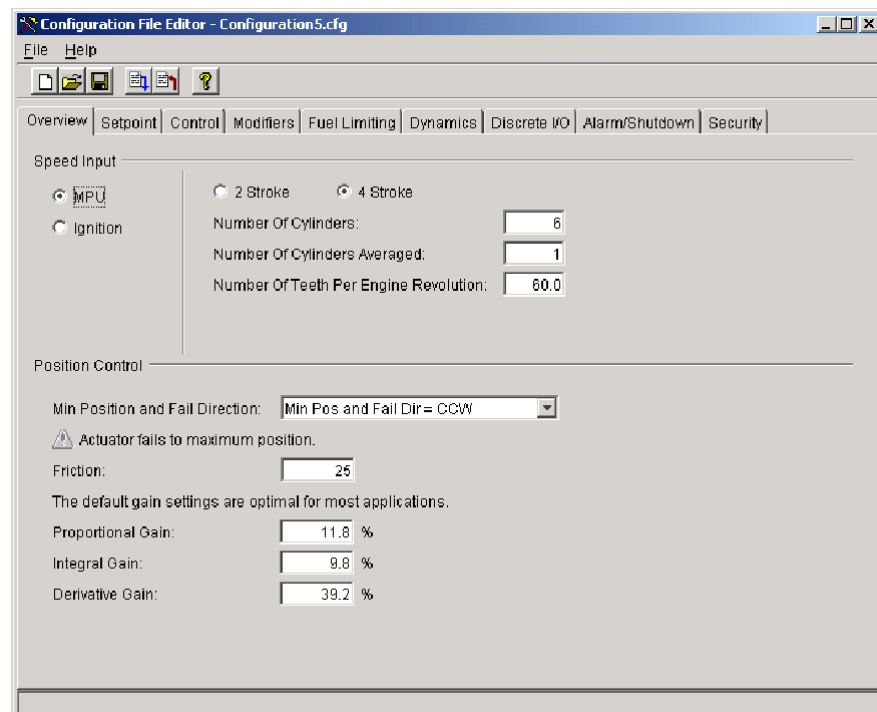 Configuration File Editor - Configuration5.cfg
File Help
Overview Setpoint Control Modifiers Fuel Limiting Dynamics Discrete I/O Alarm/Shutdown Security
Speed Input
MPU
Ignition
2 Stroke 4 Stroke
Number Of Cylinders: 6
Number Of Cylinders Averaged: 1
Number Of Teeth Per Engine Revolution: 60.0
Position Control
Min Position and Fail Direction: Min Pos and Fail Dir = CCW
Actuator fails to maximum position.
Friction: 25
The default gain settings are optimal for most applications.
Proportional Gain: 11.8 %
Integral Gain: 9.8 %
Derivative Gain: 39.2 %